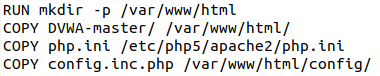 RUN mkdir -p /var/www/html
COPY DVWA-master/ /var/www/html/
COPY php.ini /etc/php5/apache2/php.ini
COPY config.inc.php /var/www/html/config/